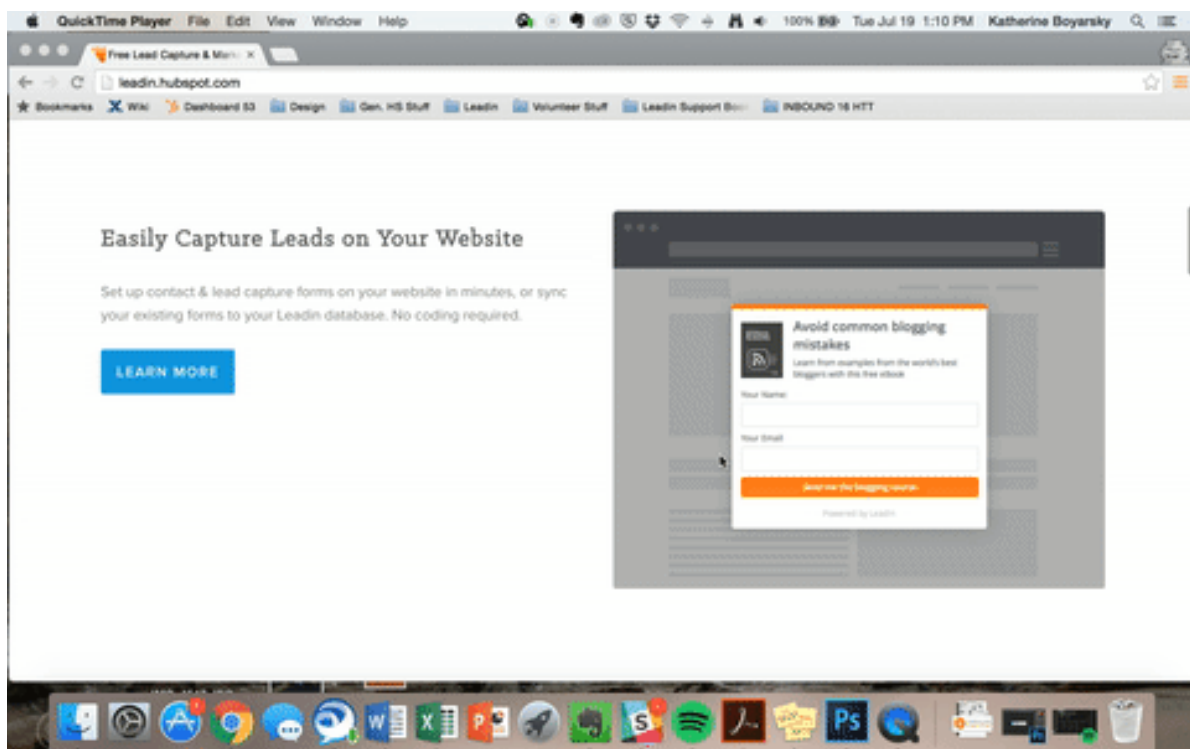 QuickTime Player File Edit View Window Help 100% Tue Jul 19 1:10 PM Katherine Boyarsky
Free Lead Capture & Mark
leadin.hubspot.com
Bookmarks Wiki Dashboard 53 Design Gen. HS Stuff Leadin Volunteer Stuff Leadin Support INBOUND 16 HTT
Easily Capture Leads on Your Website
Set up contact & lead capture forms on your website in minutes, or sync
your existing forms to your Leadin database. No coding required.
LEARN MORE
Avoid common blogging
mistakes
Learn from examples from the world's best
bloggers with this free ebook
Your Name:
Your Email
Powered by Leadin
Ps